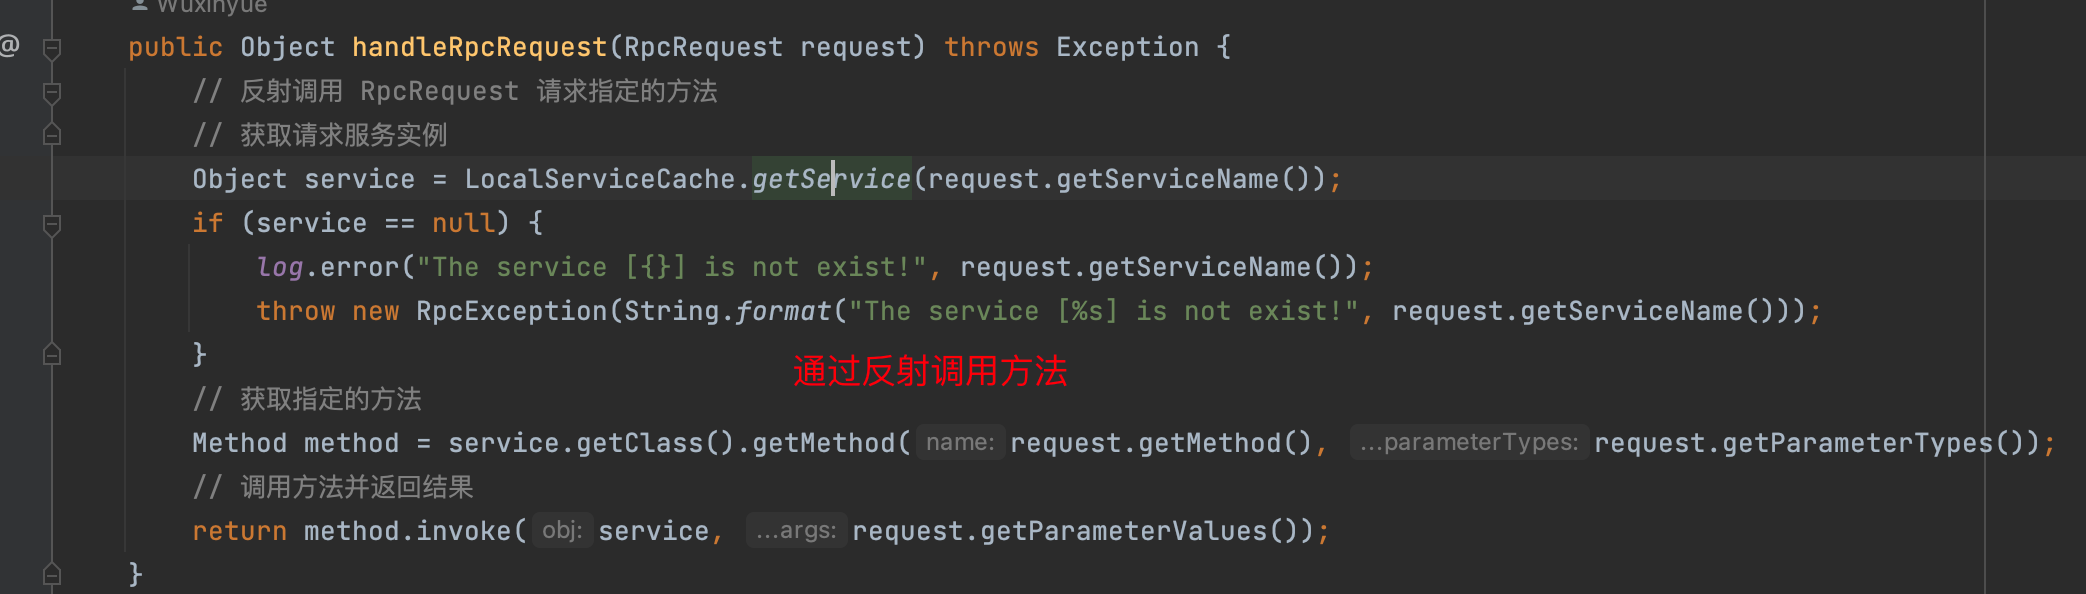 Wuxinyue
@
public Object handleRpcRequest(RpcRequest request) throws Exception {
// 反射调用 RpcRequest 请求指定的方法
// 获取请求服务实例
Object service = LocalServiceCache.getService(request.getServiceName());
if (service == null) {
log.error("The service [{}] is not exist!", request.getServiceName());
throw new RpcException(String.format("The service [%s] is not exist!", request.getServiceName()));
}
通过反射调用方法
// 获取指定的方法
Method method = service.getClass().getMethod( name: request.getMethod(), ...parameterTypes: request.getParameterTypes());
// 调用方法并返回结果
return method.invoke( obj: service, ...args: request.getParameterValues());
}